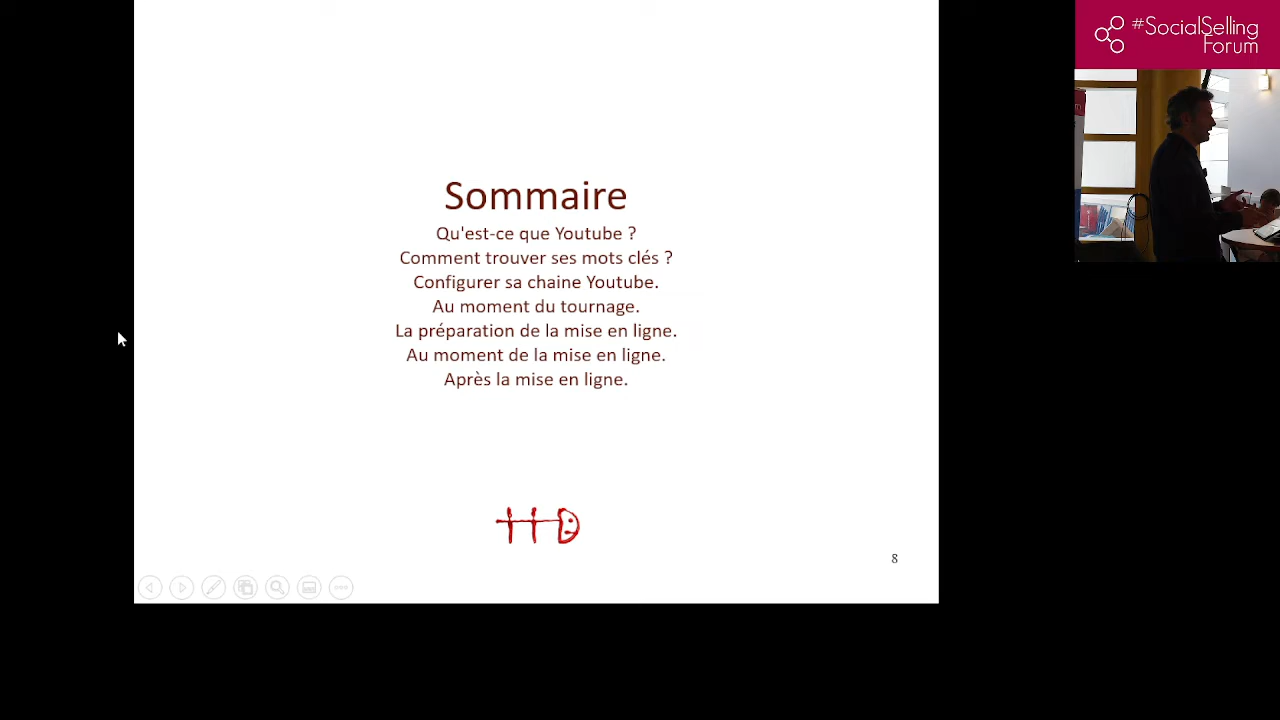 #SocialSelling
Forum
Sommaire
Qu'est-ce que Youtube ?
Comment trouver ses mots clés ?
Configurer sa chaine Youtube.
Au moment du tournage.
La préparation de la mise en ligne.
Au moment de la mise en ligne.
Après la mise en ligne.
8